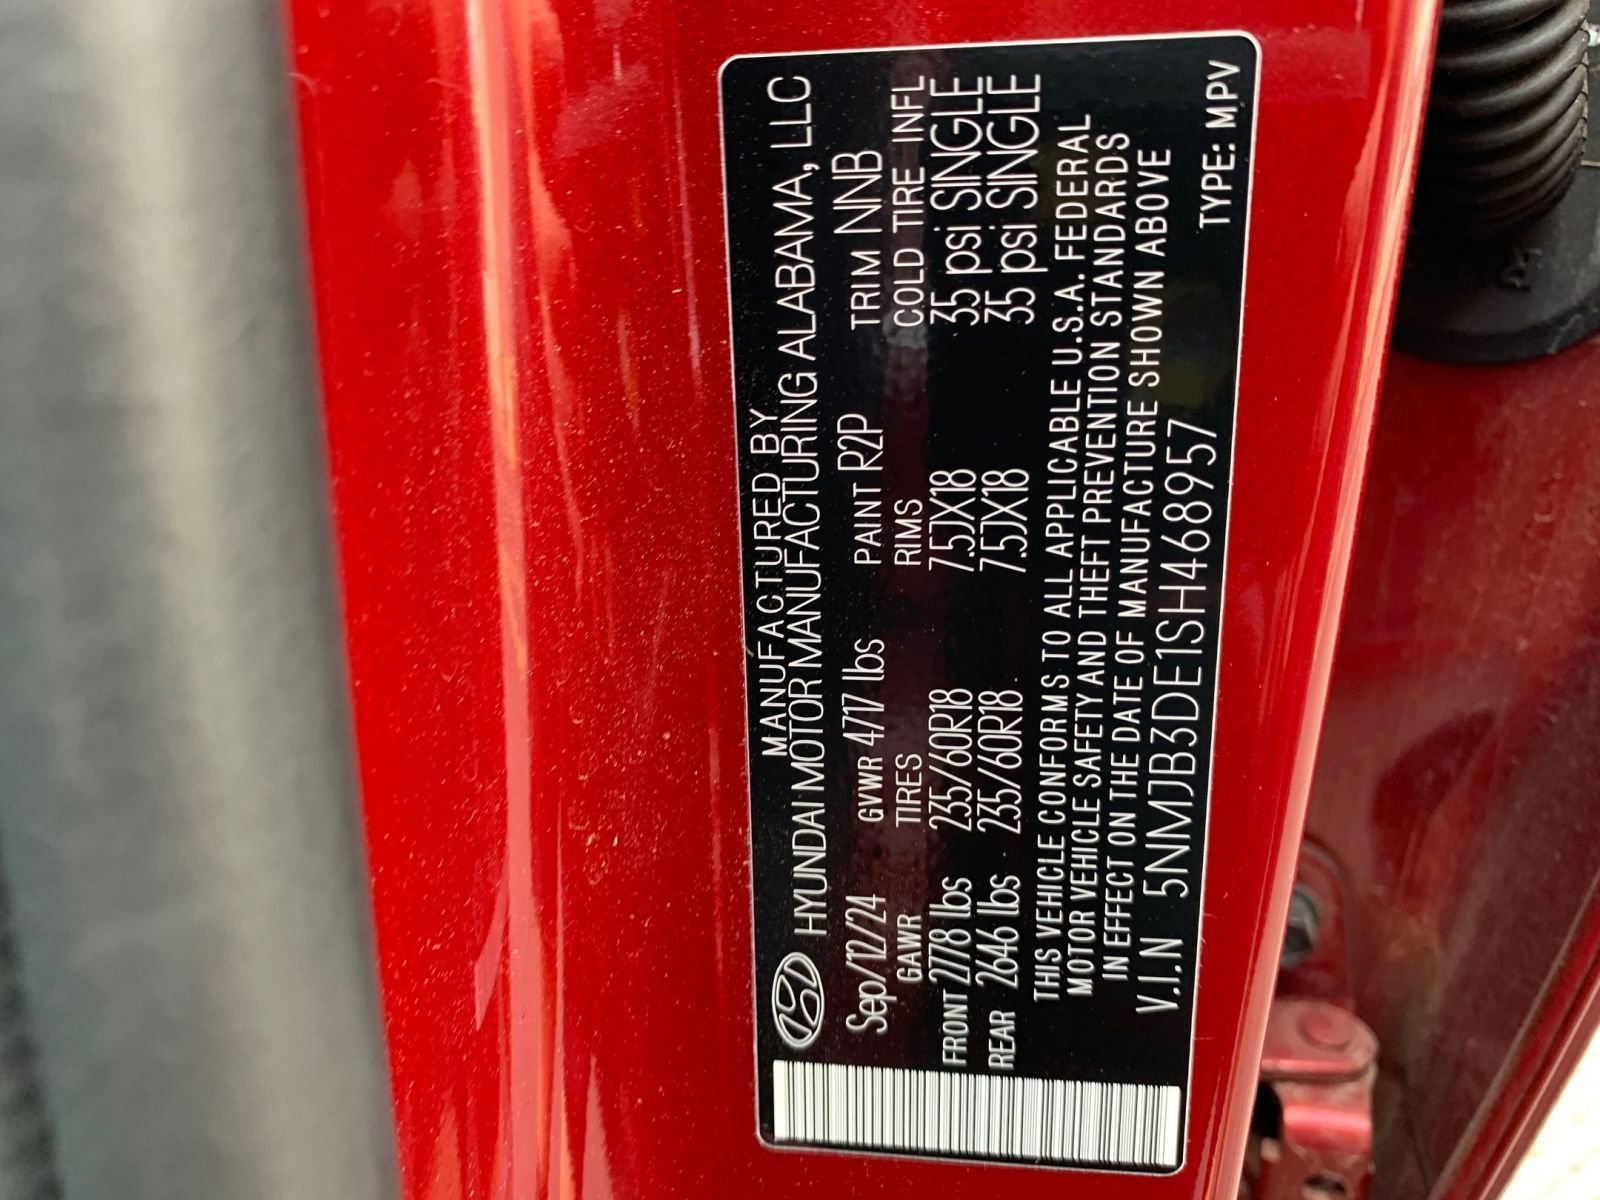 MANUFACTURED BY
HYUNDAI MOTOR MANUFACTURING ALABAMA, LLC
Sep/12/24 GVWR 4717 lbs PAINT R2P TRIM NNB
GAWR TIRES RIMS COLD TIRE INFL
FRONT 2778 lbs 235/60R18 7.5JX18 35 psi SINGLE
REAR 2646 lbs 235/60R18 7.5JX18 35 psi SINGLE
THIS VEHICLE CONFORMS TO ALL APPLICABLE U.S.A. FEDERAL
MOTOR VEHICLE SAFETY AND THEFT PREVENTION STANDARDS
IN EFFECT ON THE DATE OF MANUFACTURE SHOWN ABOVE
V.I.N 5NMJB3DE1SH468957 TYPE: MPV